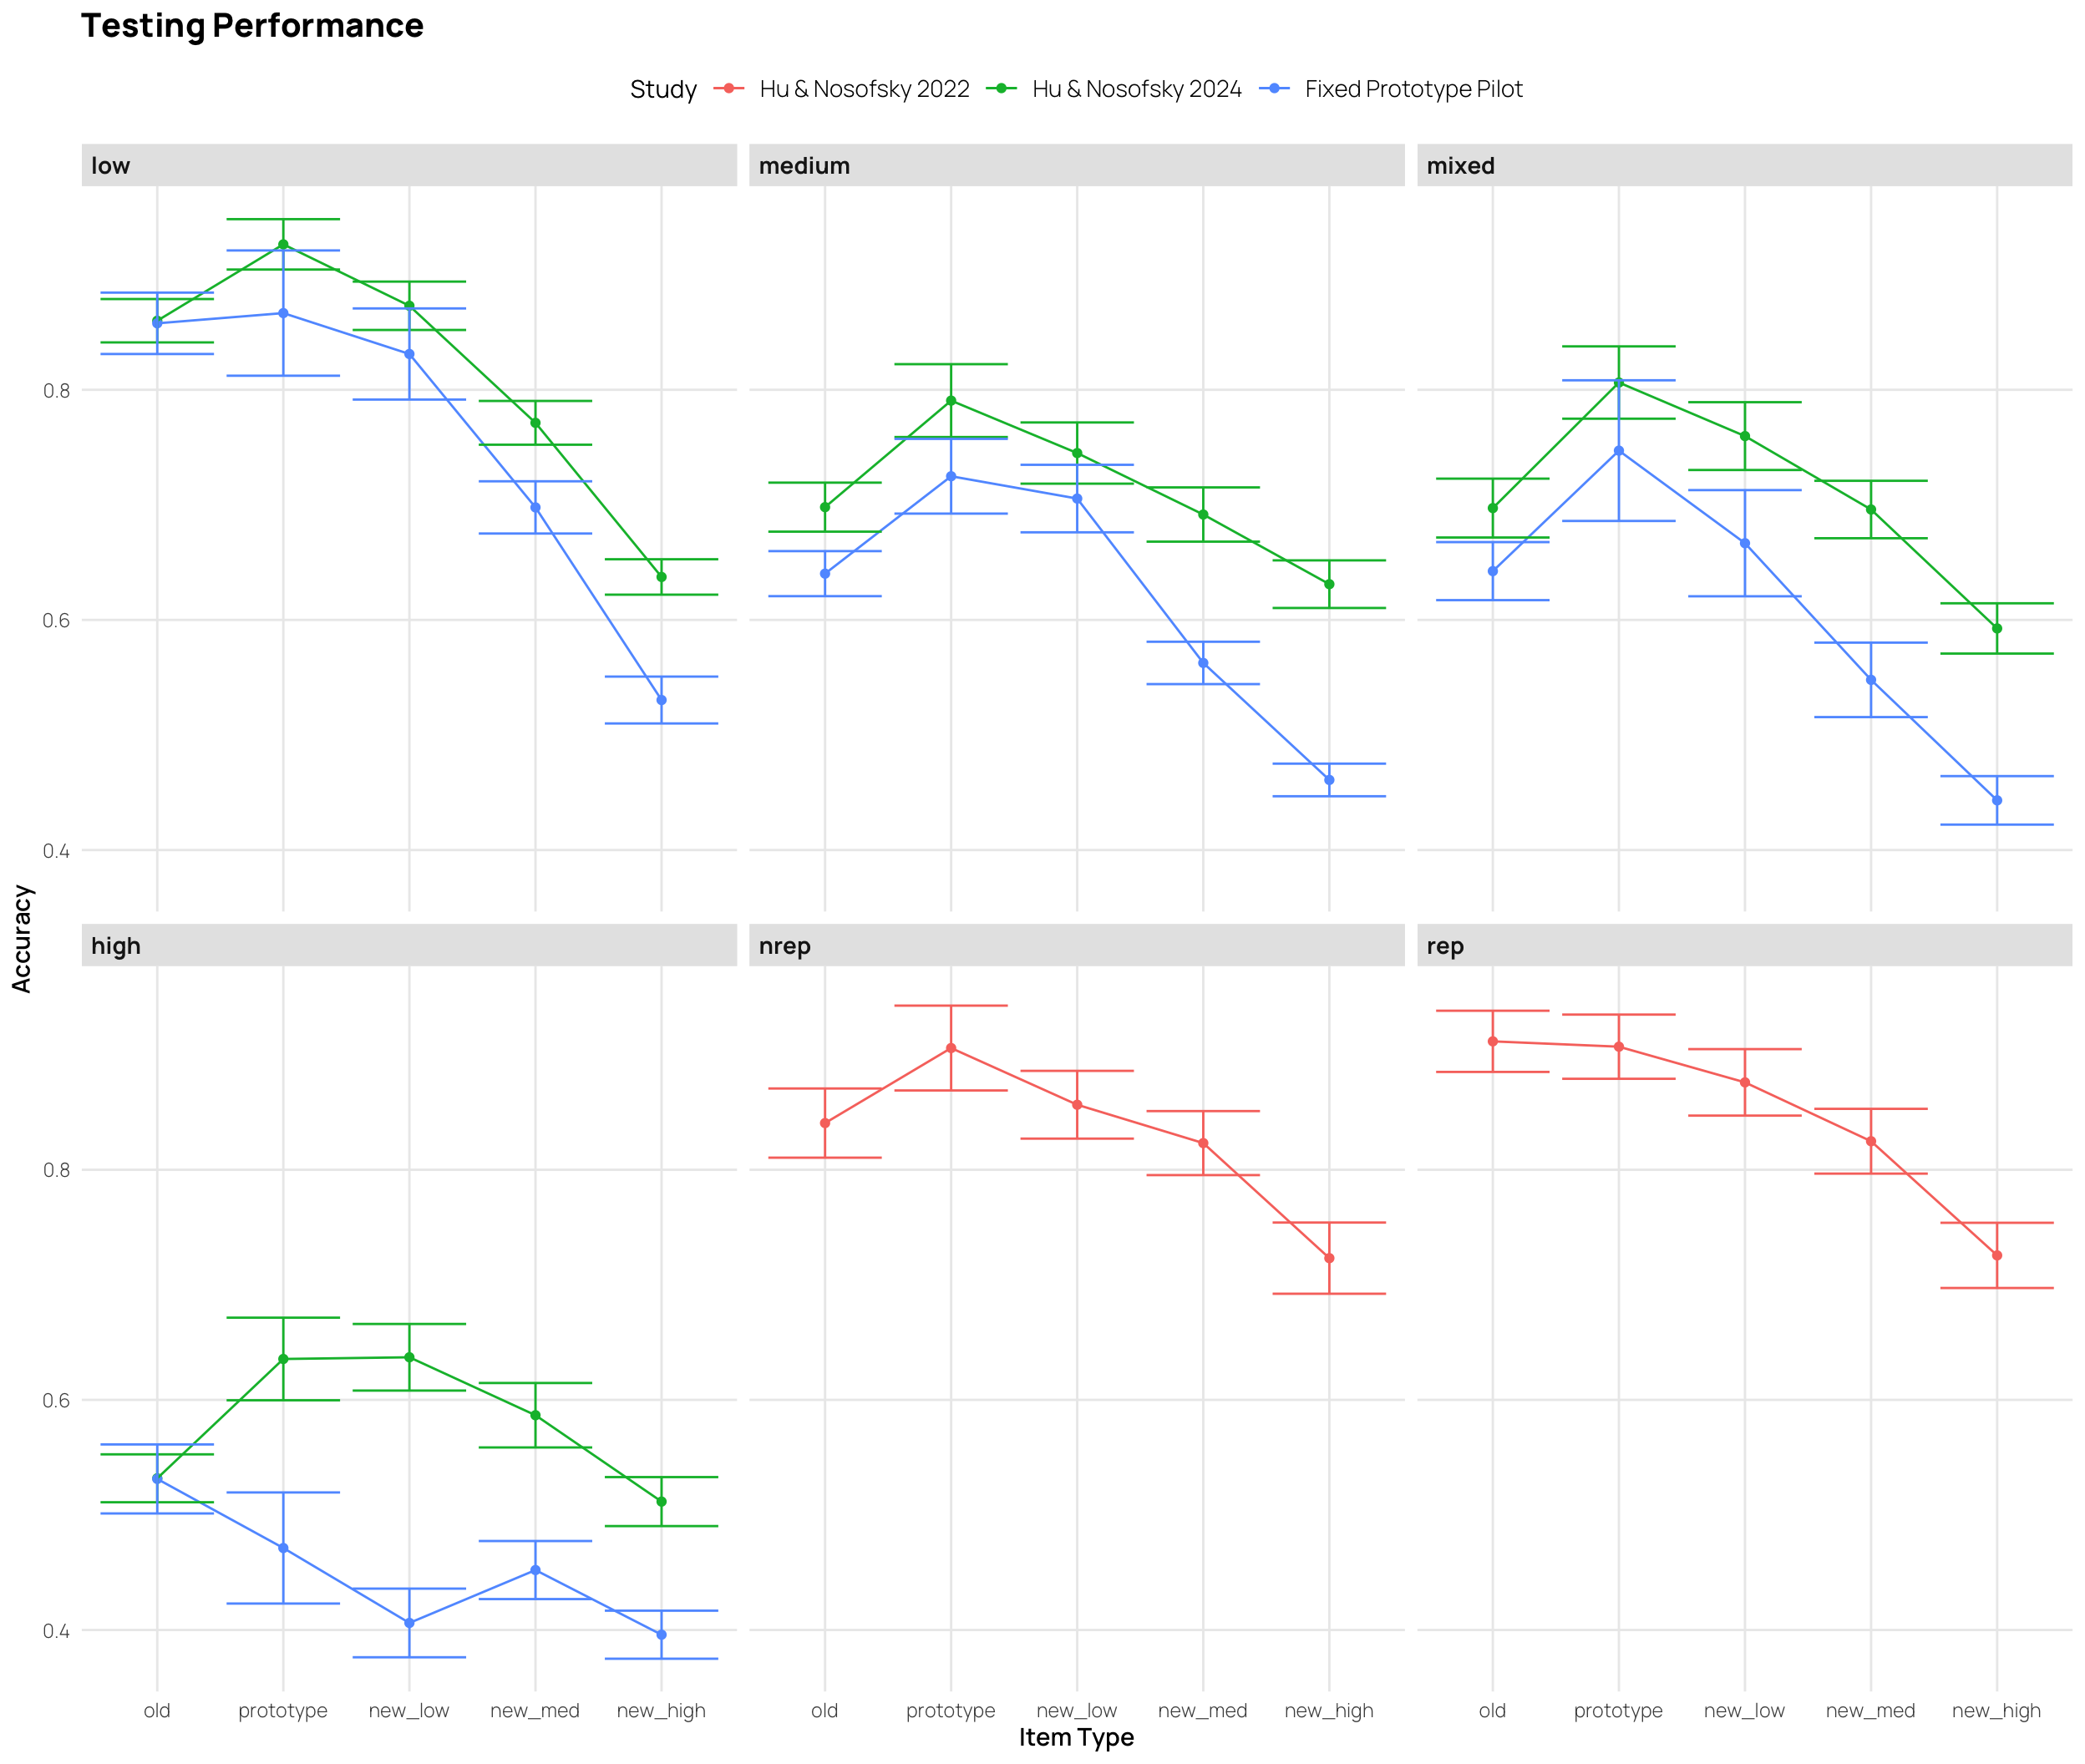 Testing Performance
Study Hu & Nosofsky 2022 Hu & Nosofsky 2024 Fixed Prototype Pilot
low medium mixed
0.8
0.6
0.4
Accuracy
high nrep rep
0.8
0.6
0.4
old prototype new_low new_med new_high old prototype new_low new_med new_high old prototype new_low new_med new_high
Item Type